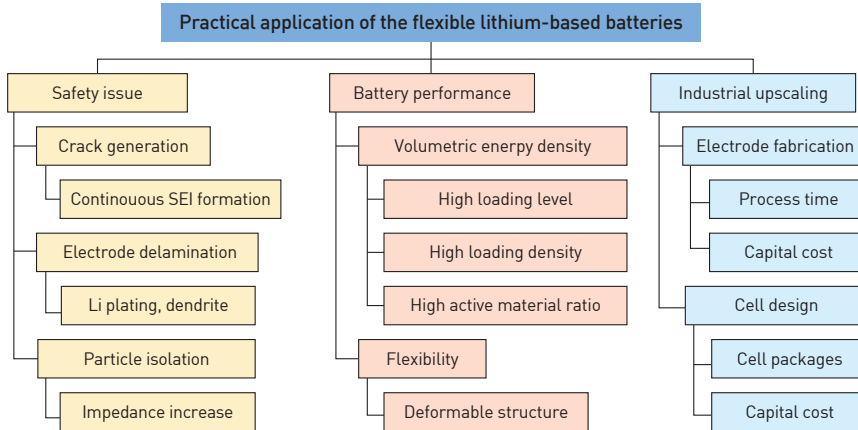 Practical application of the flexible lithium-based batteries
Safety issue
Crack generation
Continouous SEI formation
Electrode delamination
Li plating, dendrite
Particle isolation
Impedance increase
Battery performance
Volumetric enerpy density
High loading level
High loading density
High active material ratio
Flexibility
Deformable structure
Industrial upscaling
Electrode fabrication
Process time
Capital cost
Cell design
Cell packages
Capital cost